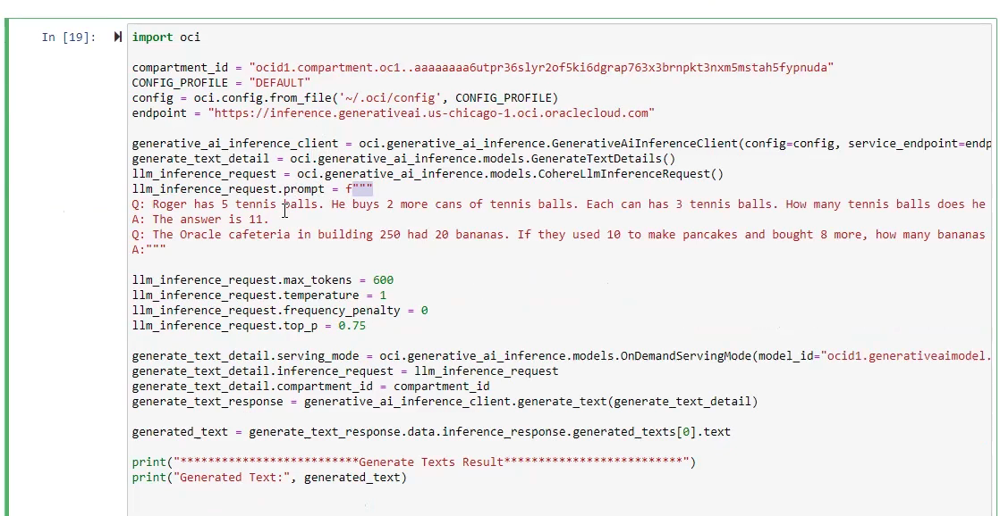 In [19]:
import oci
compartment_id = "ocid1.compartment.oc1..aaaaaaaa6utpr36slyr2of5ki6dgrap763x3brnpkt3nxm5mstah5fypnuda"
CONFIG_PROFILE = "DEFAULT"
config = oci.config.from_file('~/.oci/config', CONFIG_PROFILE)
endpoint = "https://inference.generativeai.us-chicago-1.oci.oraclecloud.com"
generative_ai_inference_client = oci.generative_ai_inference.GenerativeAiInferenceClient(config=config, service_endpoint=endp
generate_text_detail = oci.generative_ai_inference.models.GenerateTextDetails()
llm_inference_request = oci.generative_ai_inference.models.CohereLlmInferenceRequest()
llm_inference_request.prompt = f"""
Q: Roger has 5 tennis balls. He buys 2 more cans of tennis balls. Each can has 3 tennis balls. How many tennis balls does he
A: The answer is 11.
Q: The Oracle cafeteria in building 250 had 20 bananas. If they used 10 to make pancakes and bought 8 more, how many bananas
A:"""
llm_inference_request.max_tokens = 600
llm_inference_request.temperature = 1
llm_inference_request.frequency_penalty = 0
llm_inference_request.top_p = 0.75
generate_text_detail.serving_mode = oci.generative_ai_inference.models.OnDemandServingMode(model_id="ocid1.generativeaimodel.
generate_text_detail.inference_request = llm_inference_request
generate_text_detail.compartment_id = compartment_id
generate_text_response = generative_ai_inference_client.generate_text(generate_text_detail)
generated_text = generate_text_response.data.inference_response.generated_texts[0].text
print("**************************Generate Texts Result**************************")
print("Generated Text:", generated_text)